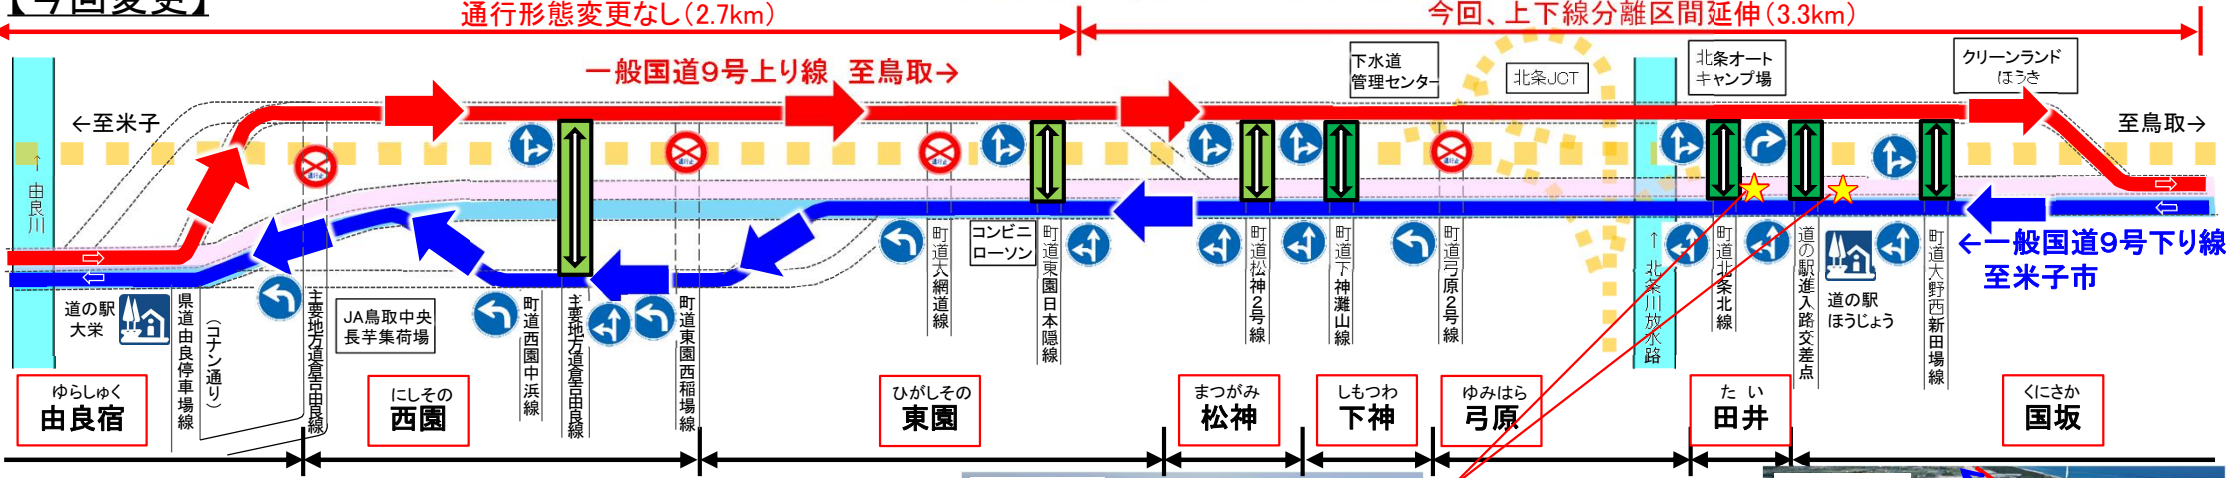 【今回変更】
通行形態変更なし(2.7km)
今回、上下線分離区間延伸(3.3km)
一般国道9号上り線 至鳥取→
下水道
管理センター
北条JCT
北条オート
キャンプ場
クリーンランド
ほうき
←至米子
至鳥取→
↑由良川
通行止
通行止
通行止
通行止
コンビニ
ローソン
↑北条川放水路
←一般国道9号下り線
至米子市
道の駅
大栄
県道由良停車場線
(コナン通り)
主要地方道倉吉由良線
JA鳥取中央
長芋集荷場
町道西園中浜線
主要地方道倉吉由良線
町道東園西稲場線
町道大網道線
町道東園日本隠線
町道松神2号線
町道下神灘山線
町道弓原2号線
町道北条北線
道の駅進入路交差点
道の駅
ほうじょう
町道大野西新田場線
ゆらしゅく
由良宿
にしその
西園
ひがしその
東園
まつがみ
松神
しもつわ
下神
ゆみはら
弓原
たい
田井
くにさか
国坂